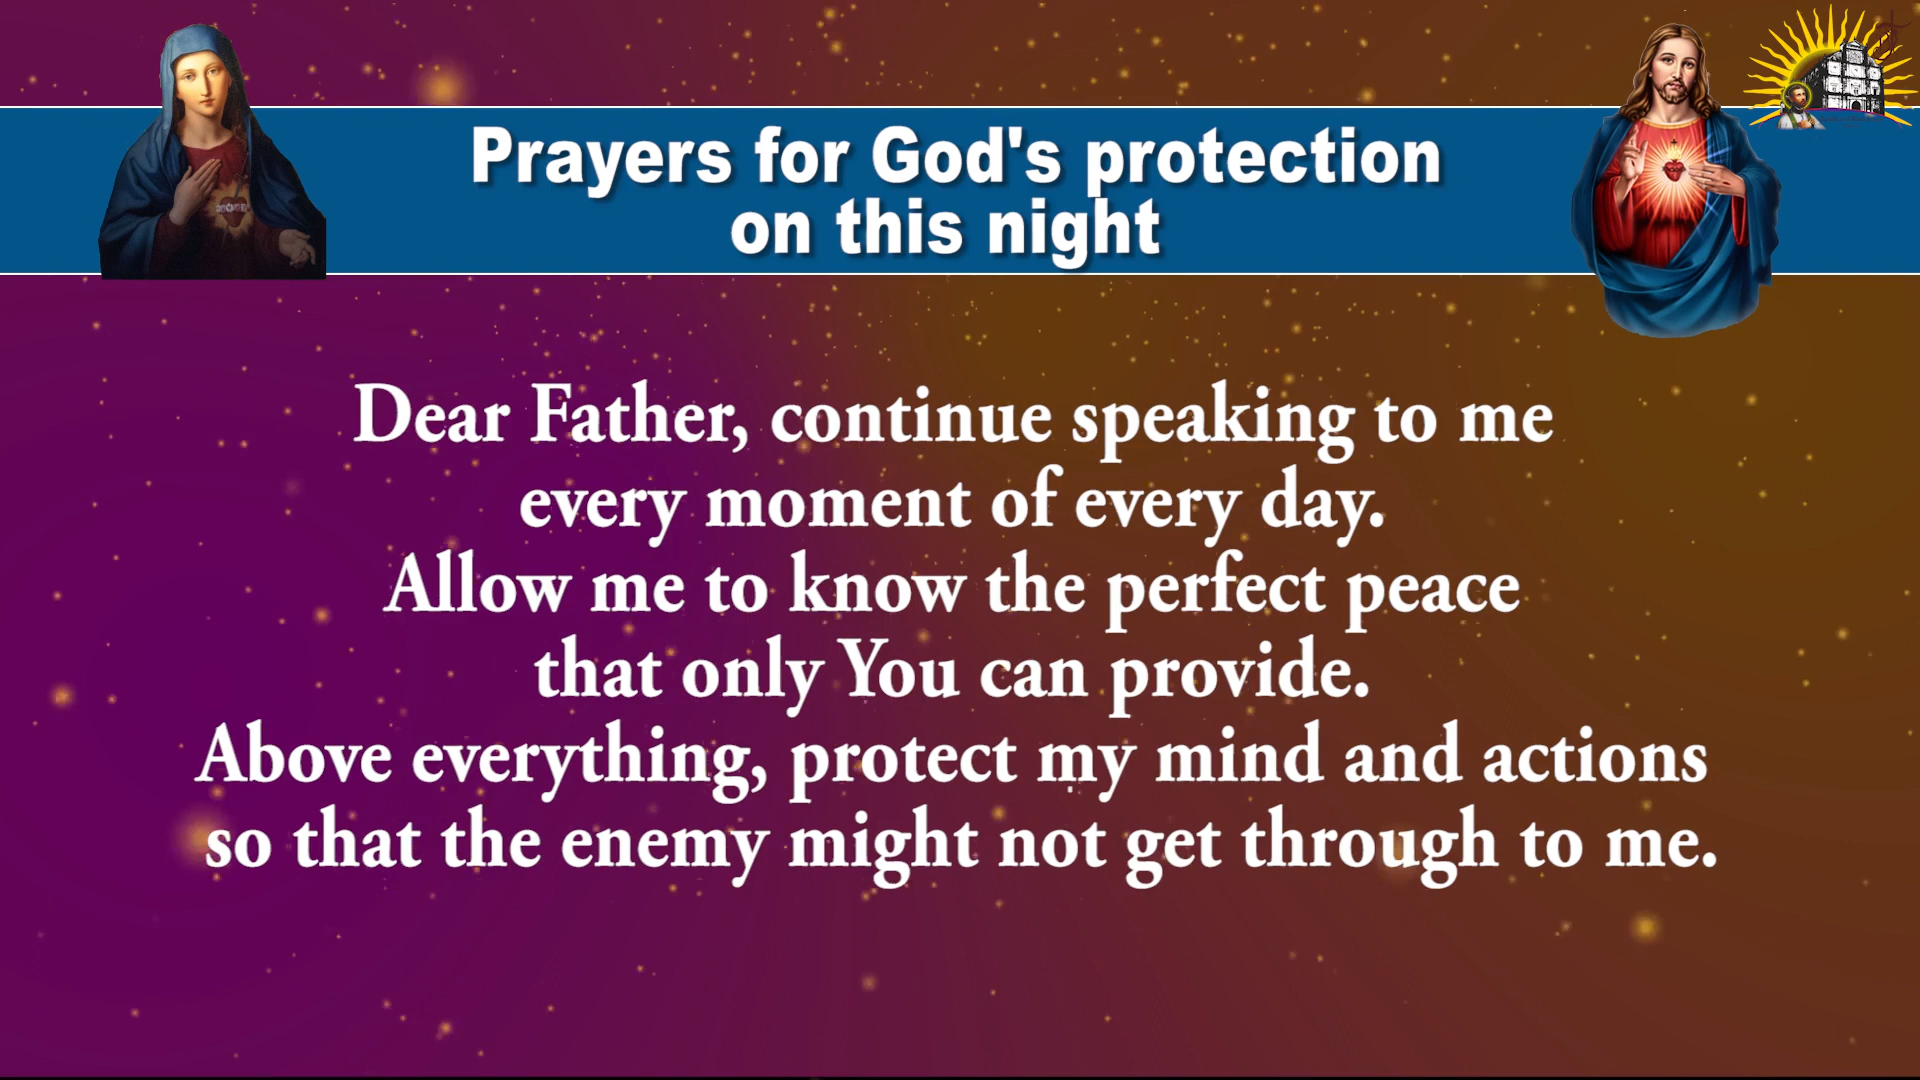 Prayers for God's protection
on this night
Dear Father, continue speaking to me
every moment of every day.
Allow me to know the perfect peace
that only You can provide.
Above everything, protect my mind and actions
so that the enemy might not get through to me.